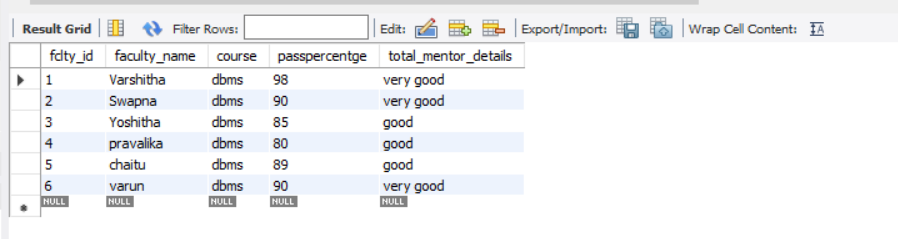 Result Grid Filter Rows: Edit: Export/Import: Wrap Cell Content: IA
fclty_id faculty_name course passpercentge total_mentor_details
1 Varshitha dbms 98 very good
2 Swapna dbms 90 very good
3 Yoshitha dbms 85 good
4 pravalika dbms 80 good
5 chaitu dbms 89 good
6 varun dbms 90 very good
NULL NULL NULL NULL NULL